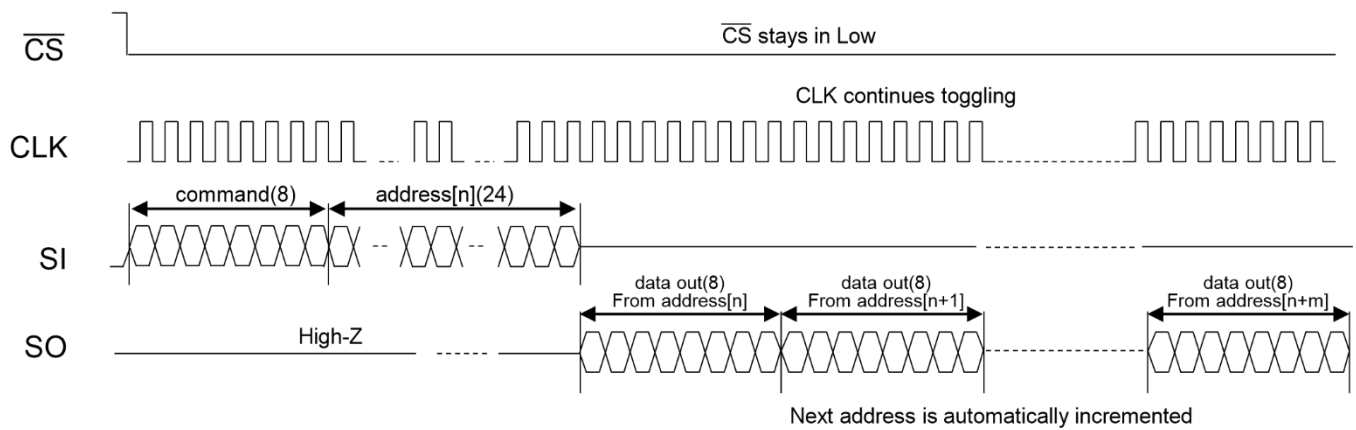 CS
CS stays in Low
CLK continues toggling
CLK
command(8)
address[n](24)
SI
data out(8)
From address[n]
data out(8)
From address[n+1]
data out(8)
From address[n+m]
SO
High-Z
Next address is automatically incremented